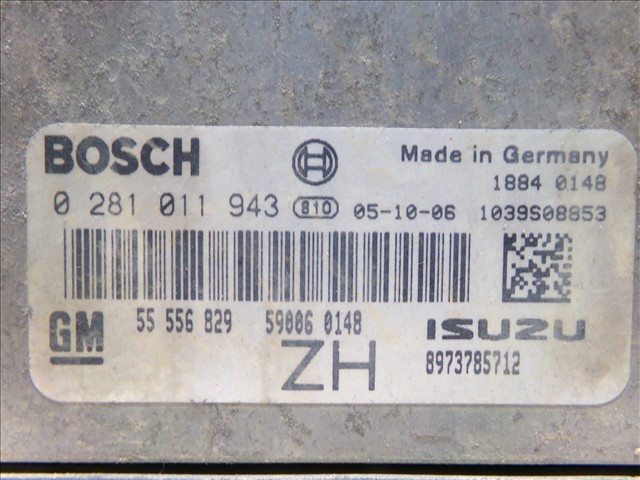 BOSCH
Made in Germany
1884 0148
0 281 011 943 810 05-10-06 1039S08853
GM 55 556 829 59006 0148 ISUZU
ZH 8973785712